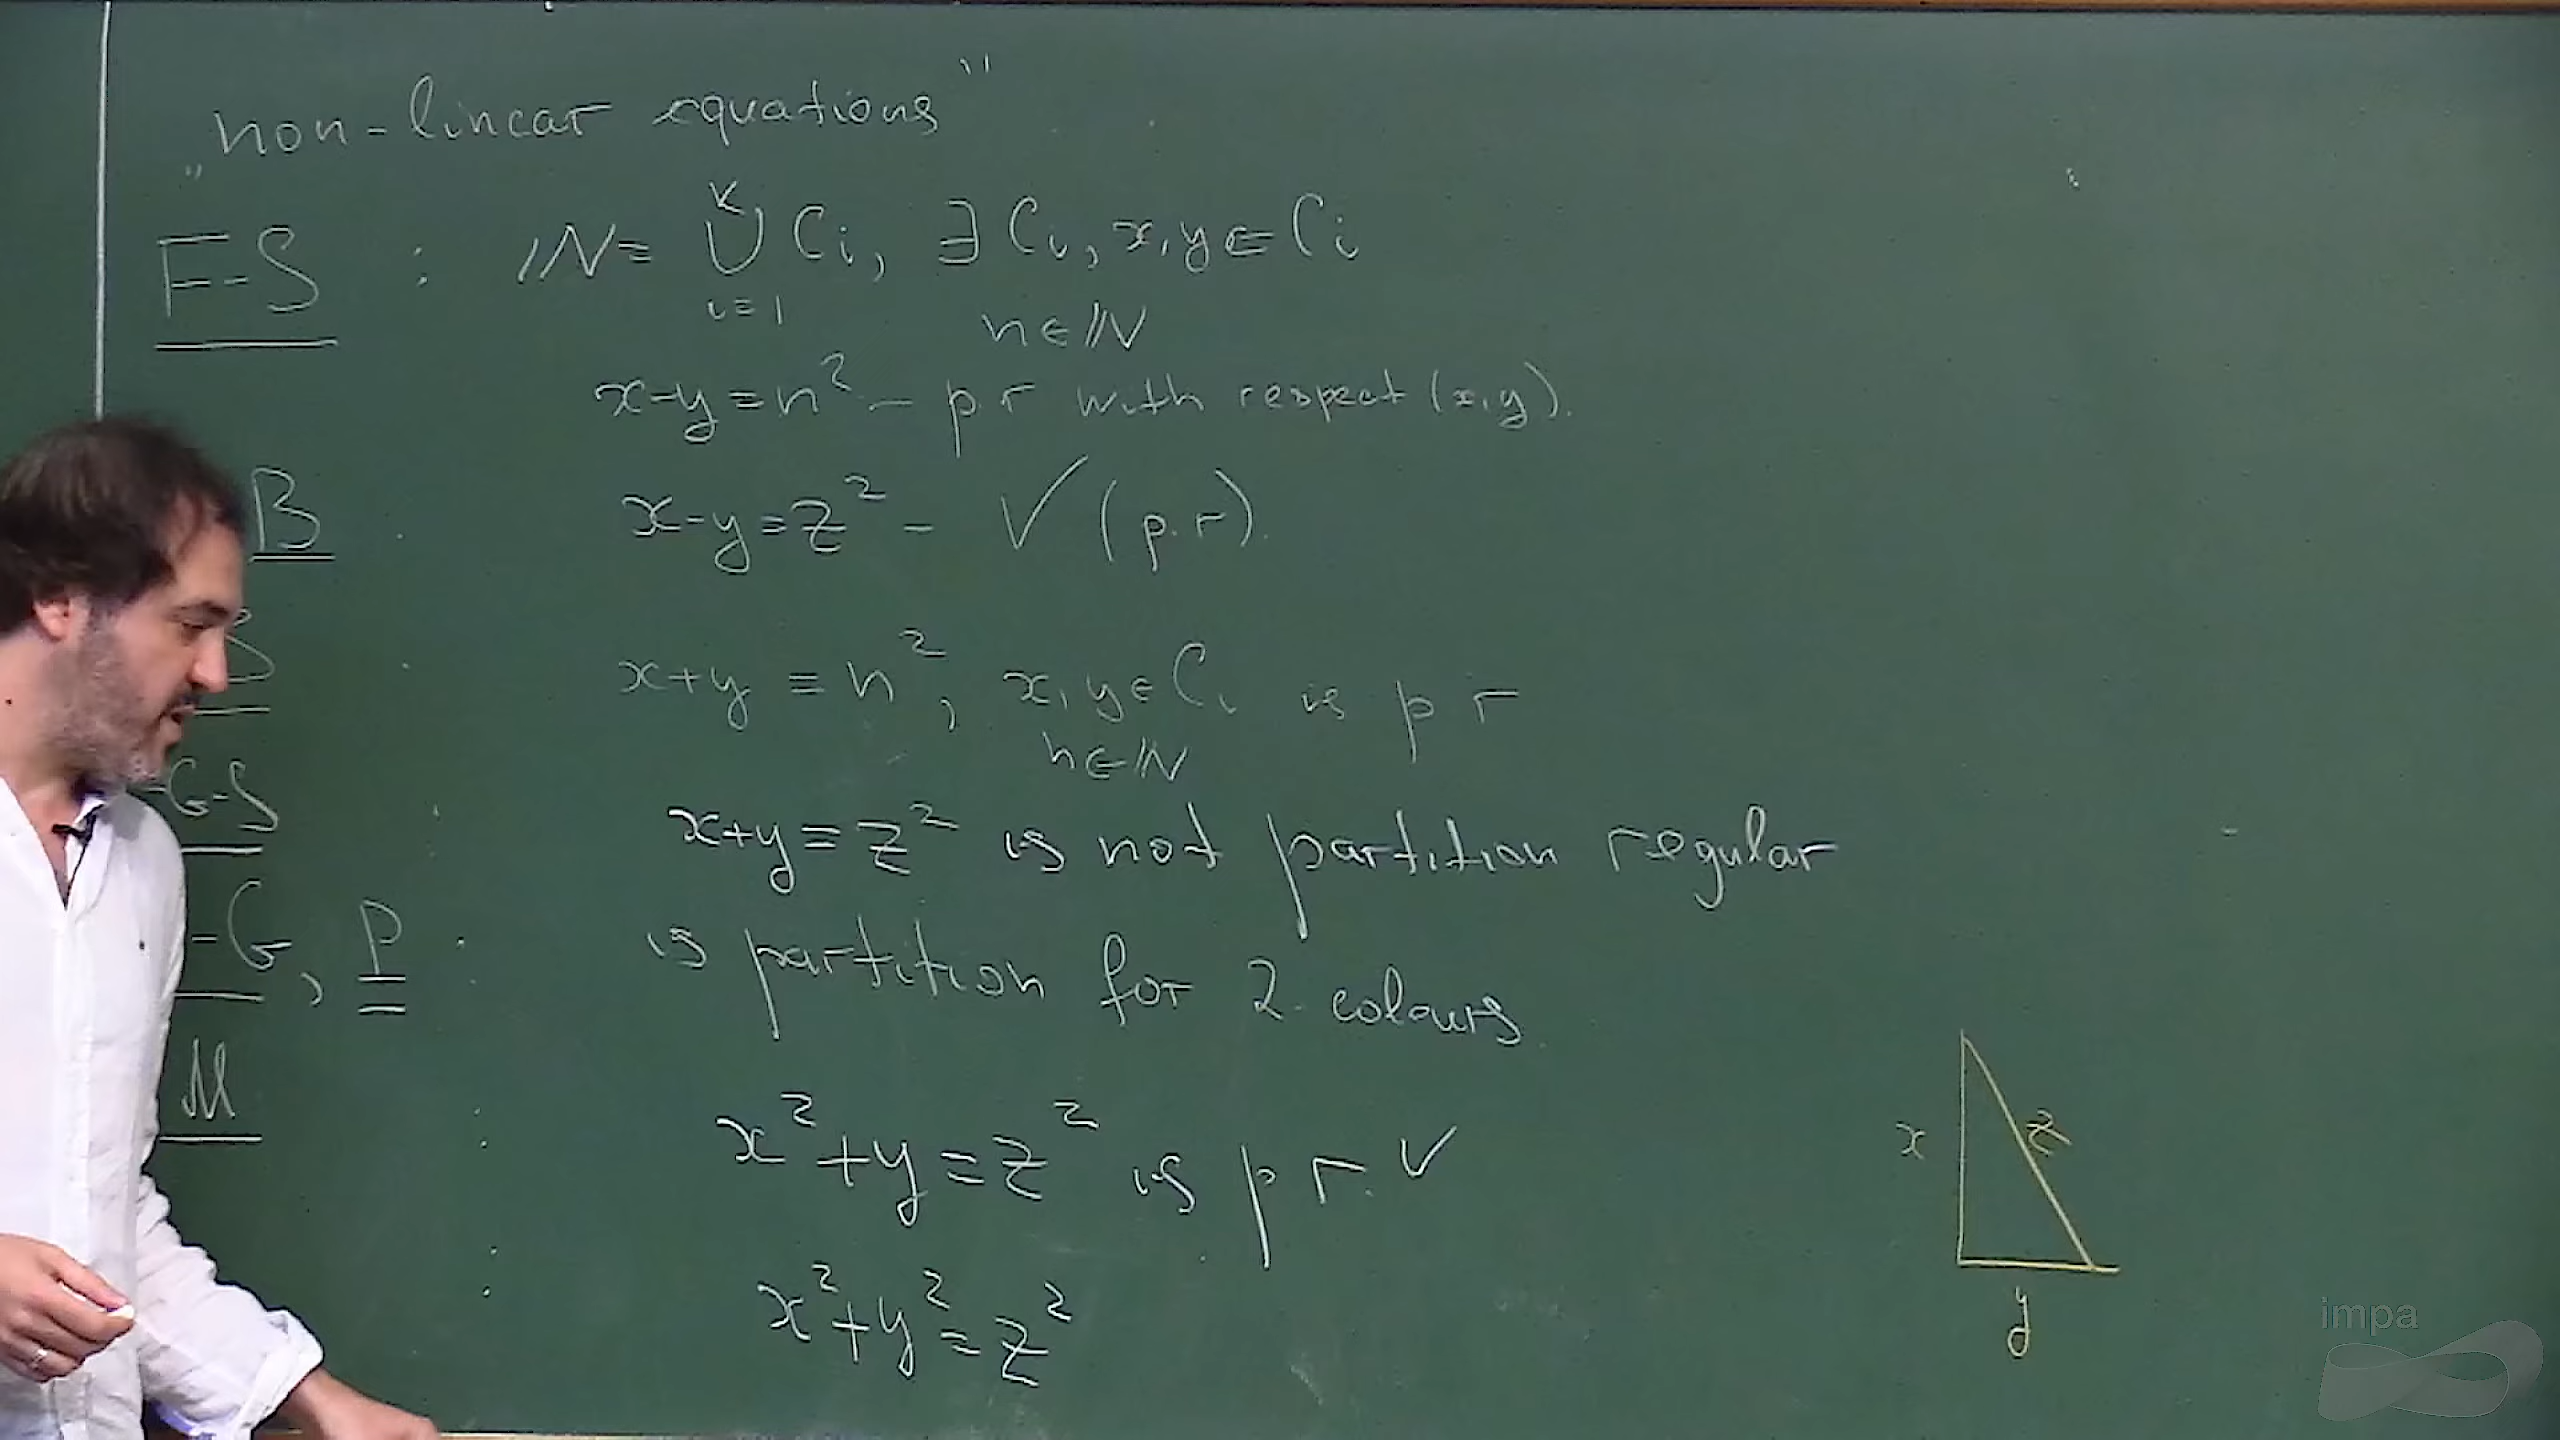 „non-linear equations"
F-S : ℕ = ⋃_{i=1}^{k} C_i, ∃ C_i, x,y ∈ C_i
n∈ℕ
x-y=n² - p.r with respect (x,y).
B . x-y=z² - ✓ (p.r).
S . x+y = n², x,y∈C_i is p r
n∈ℕ
G-S : x+y=z² is not partition regular
-G, P : is partition for 2-colours
M : x²+y=z² is p r. ✓
: x²+y²=z²
x z
y
impa